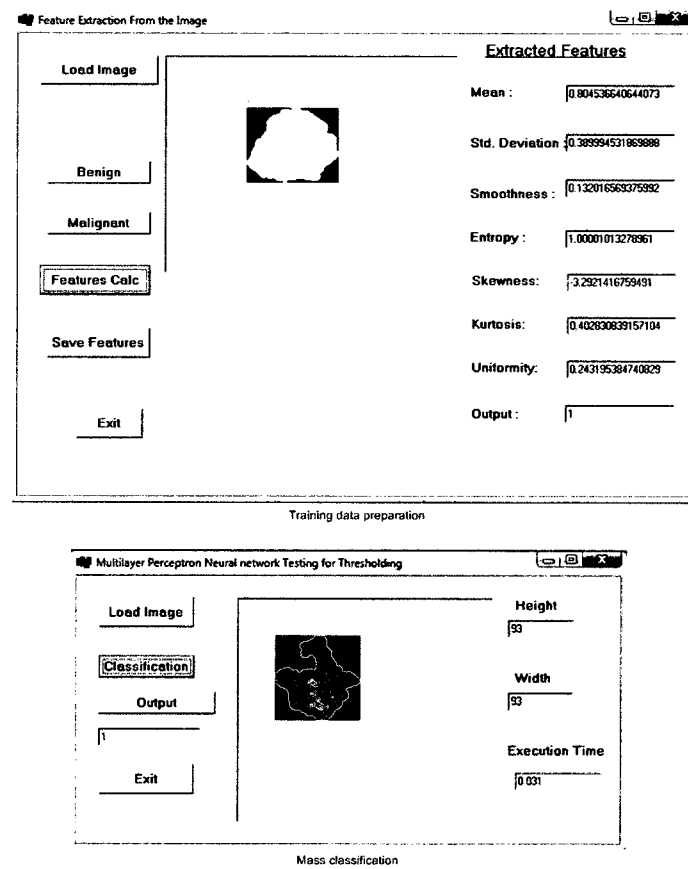 Feature Extraction From the Image
Load Image
Benign
Malignant
Features Calc
Save Features
Exit
Extracted Features
Mean : 0.804536640644073
Std. Deviation : 0.389994531869888
Smoothness : 0.132016569375992
Entropy : 1.00001013278961
Skewness: -3.2921416759491
Kurtosis: 0.402830839157104
Uniformity: 0.243195384740829
Output : 1
Training data preparation
Multilayer Perceptron Neural network Testing for Thresholding
Load Image
Classification
Output
1
Exit
Height
93
Width
93
Execution Time
0.031
Mass classification